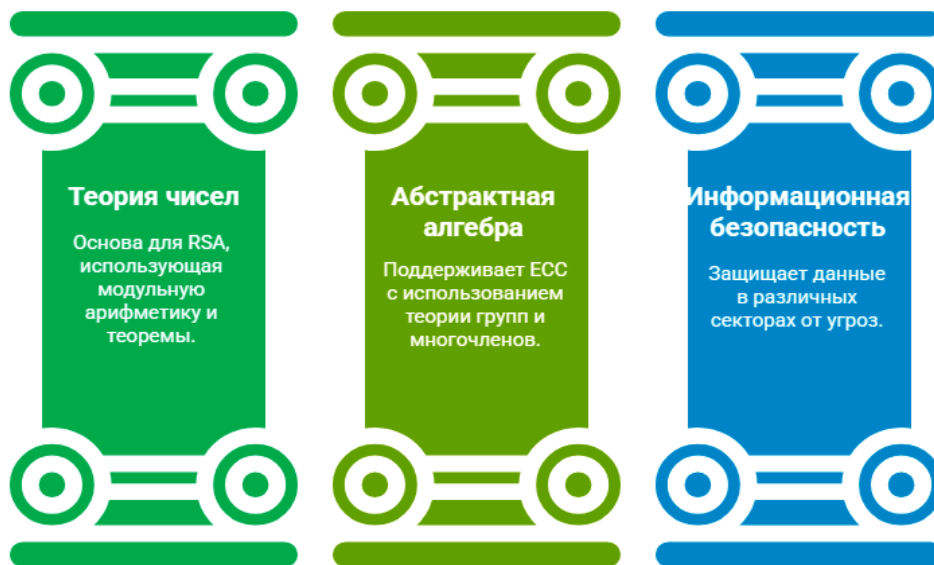 Теория чисел
Основа для RSA,
использующая
модульную
арифметику и
теоремы.
Абстрактная
алгебра
Поддерживает ECC
с использованием
теории групп и
многочленов.
Информационная
безопасность
Защищает данные
в различных
секторах от угроз.